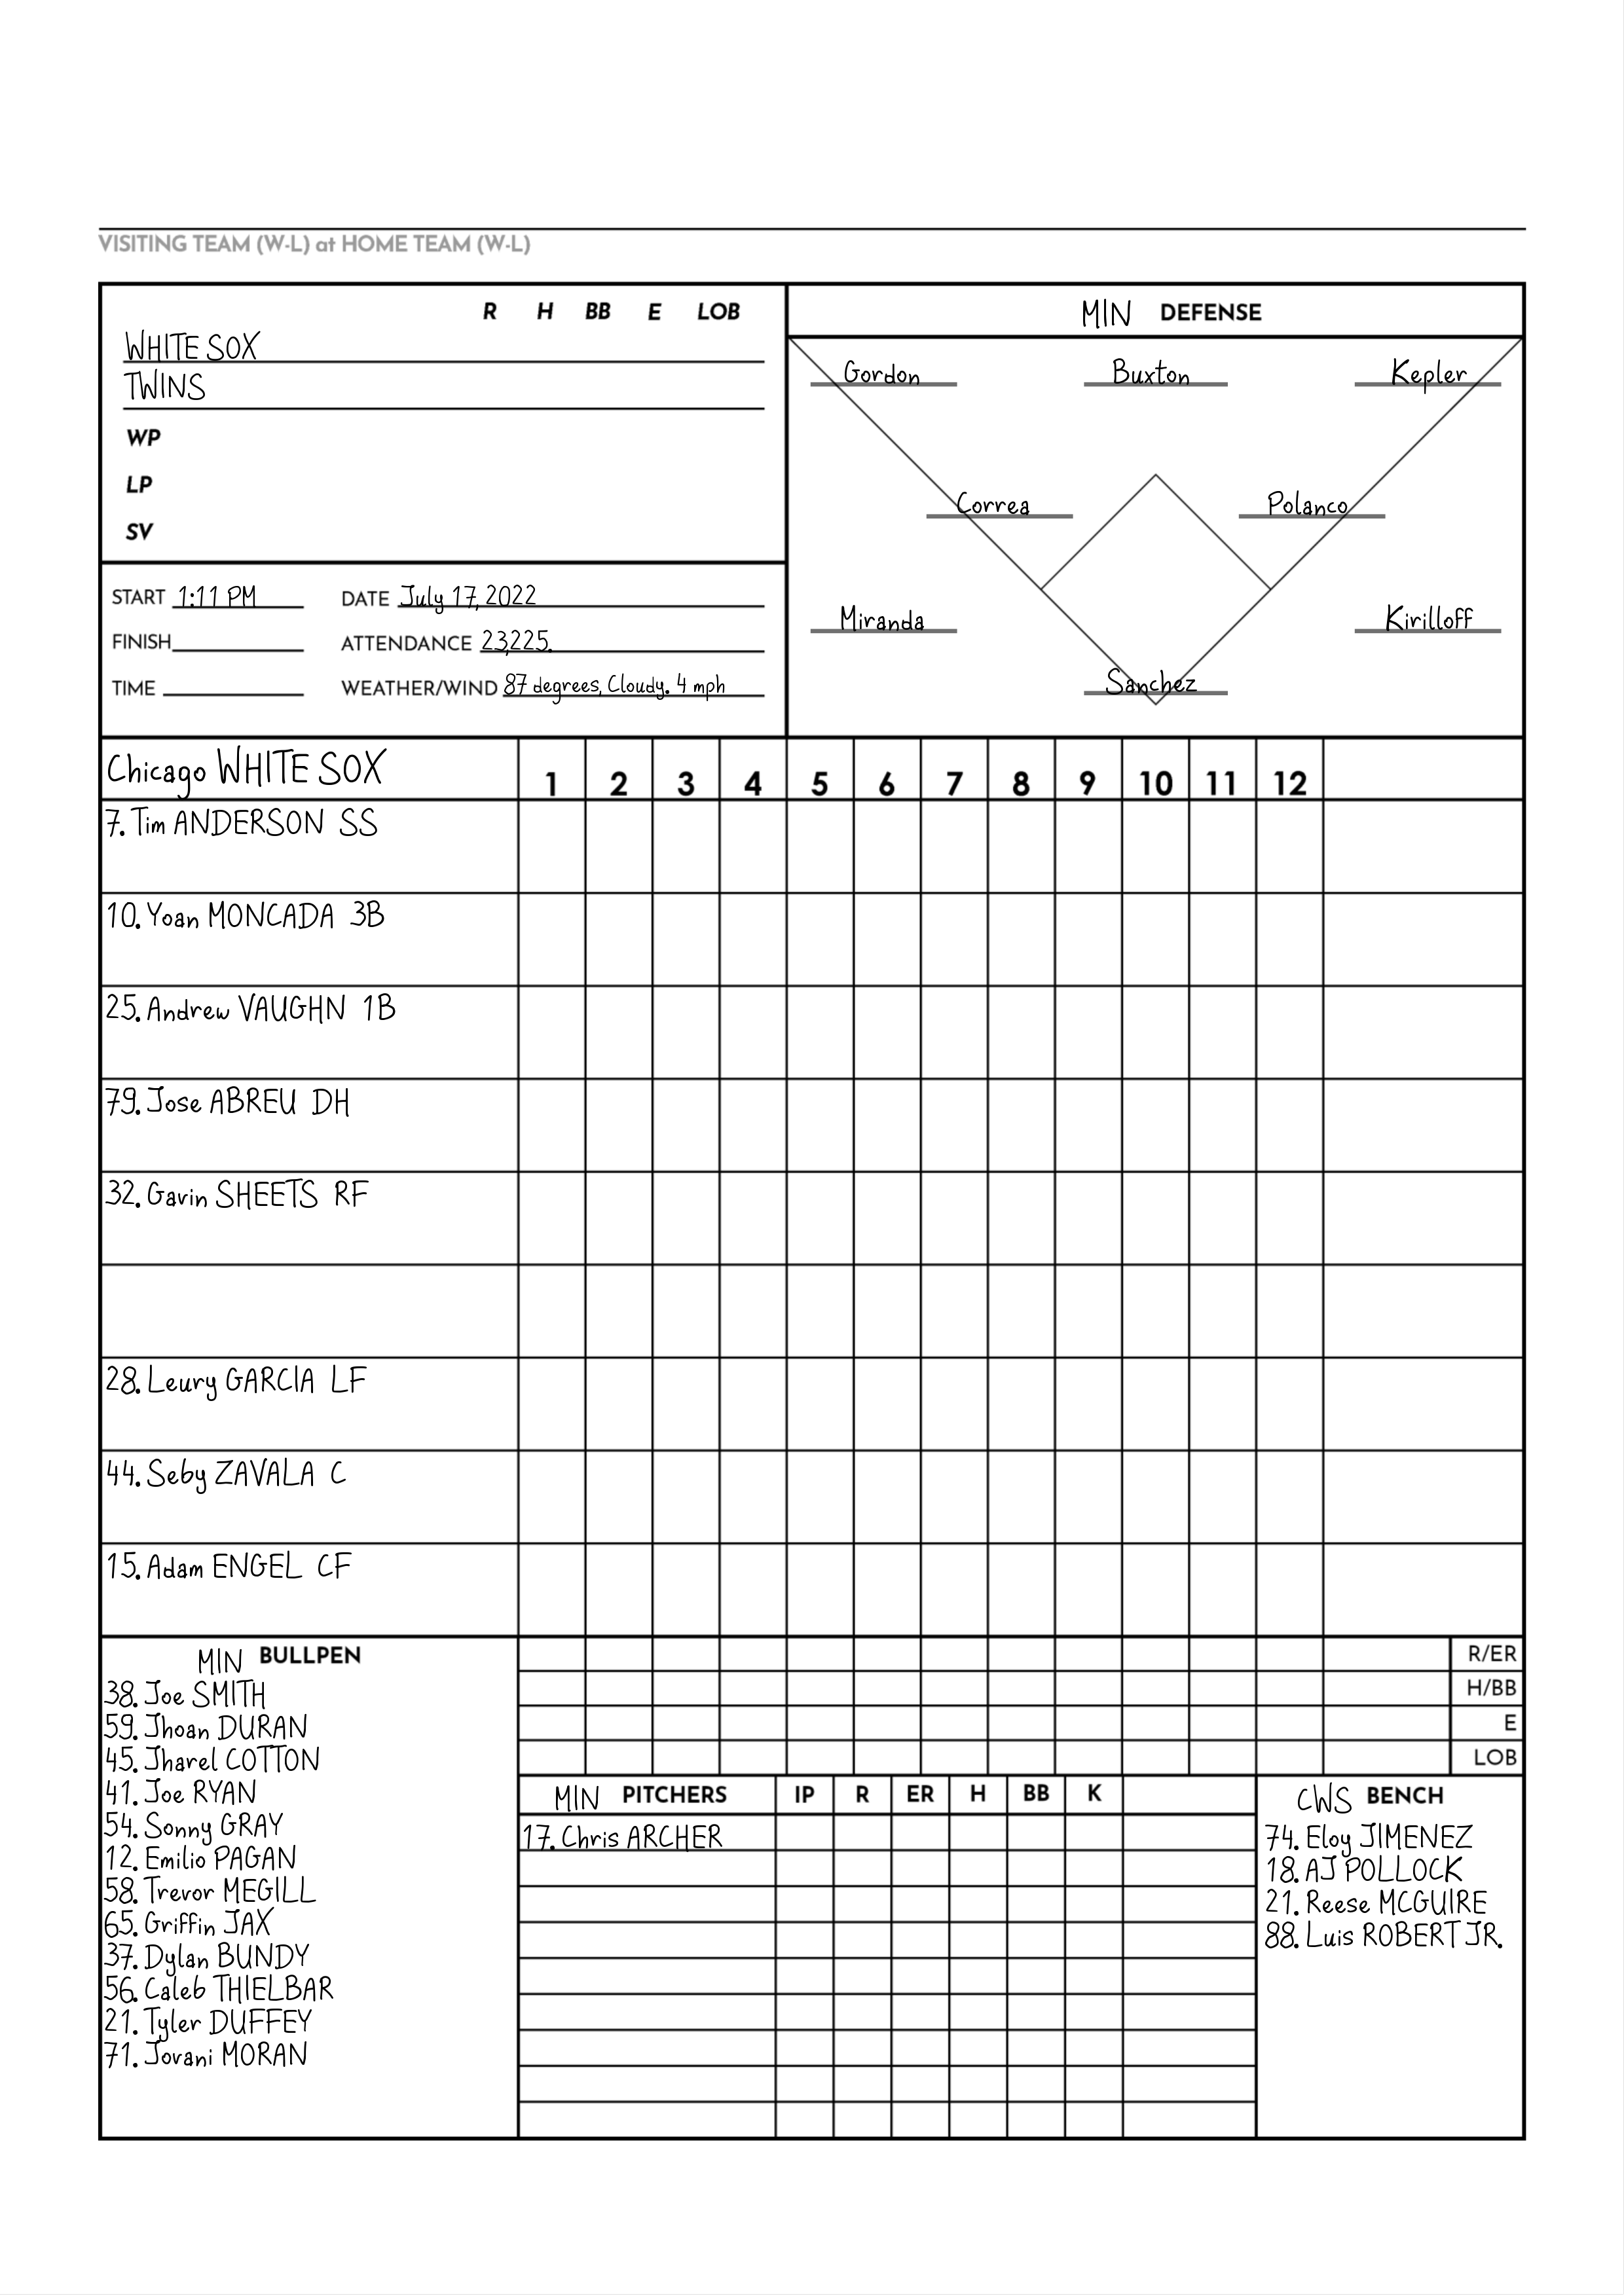 VISITING TEAM (W-L) at HOME TEAM (W-L)
R H BB E LOB
WHITE SOX
TWINS
WP
LP
SV
START 1:11 PM DATE July 17, 2022
FINISH ATTENDANCE 23,225.
TIME WEATHER/WIND 87 degrees, Cloudy. 4 mph
MIN DEFENSE
Gordon Buxton Kepler
Correa Polanco
Miranda Kirilloff
Sanchez
Chicago WHITE SOX 1 2 3 4 5 6 7 8 9 10 11 12
7. Tim ANDERSON SS
10. Yoan MONCADA 3B
25. Andrew VAUGHN 1B
79. Jose ABREU DH
32. Gavin SHEETS RF
28. Leury GARCIA LF
44. Seby ZAVALA C
15. Adam ENGEL CF
MIN BULLPEN
38. Joe SMITH
59. Jhoan DURAN
45. Jharel COTTON
41. Joe RYAN
54. Sonny GRAY
12. Emilio PAGAN
58. Trevor MEGILL
65. Griffin JAX
37. Dylan BUNDY
56. Caleb THIELBAR
21. Tyler DUFFEY
71. Jovani MORAN
R/ER
H/BB
E
LOB
MIN PITCHERS IP R ER H BB K
17. Chris ARCHER
CWS BENCH
74. Eloy JIMENEZ
18. AJ POLLOCK
21. Reese MCGUIRE
88. Luis ROBERT JR.